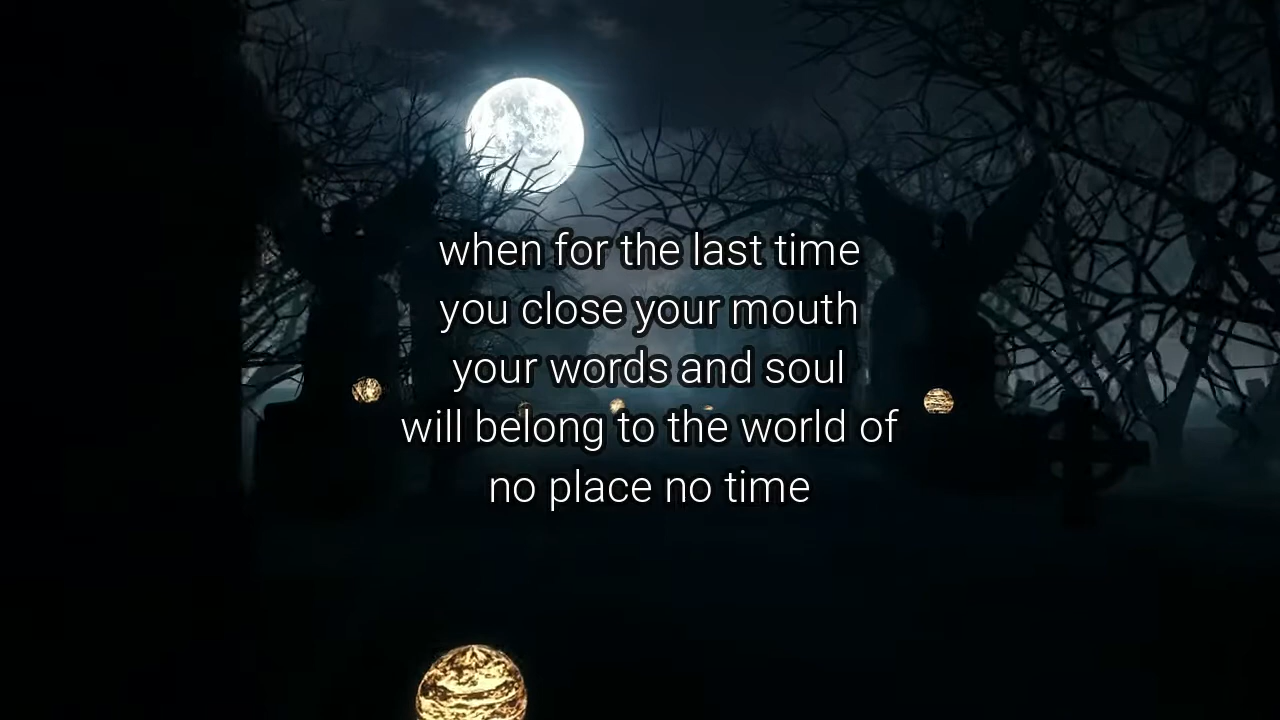 when for the last time
you close your mouth
your words and soul
will belong to the world of
no place no time